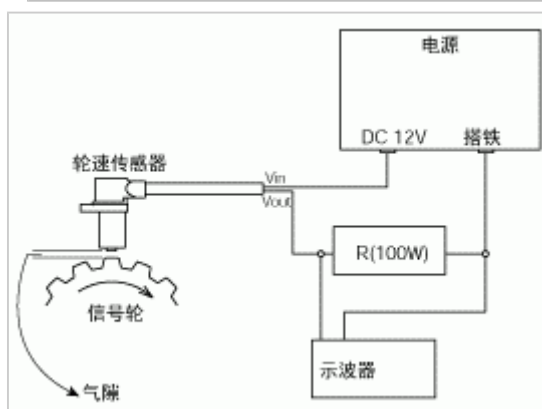 电源
DC 12V 搭铁
轮速传感器
Vin
Vout
R(100W)
信号轮
示波器
气隙